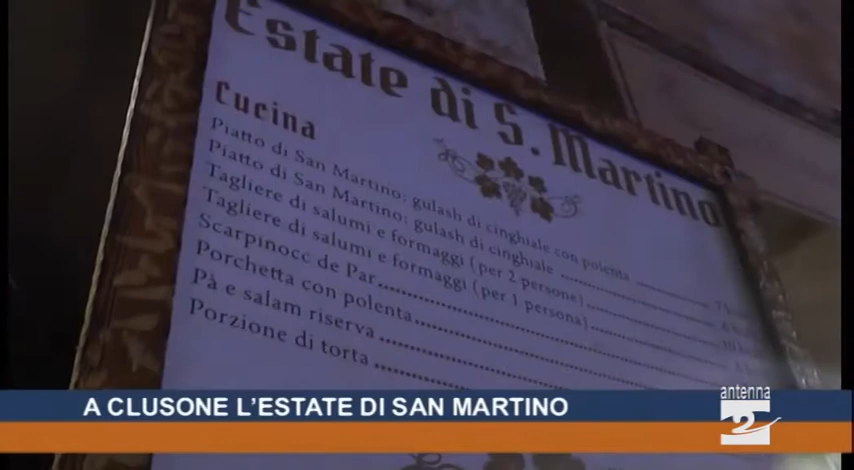 Estate di S. Martino
Cucina
Piatto di San Martino: gulash di cinghiale con polenta
Piatto di San Martino: gulash di cinghiale
Tagliere di salumi e formaggi (per 2 persone)
Tagliere di salumi e formaggi (per 1 persona)
Scarpinocc de Par
Porchetta con polenta
Pà e salam riserva
Porzione di torta
A CLUSONE L'ESTATE DI SAN MARTINO
antenna
2